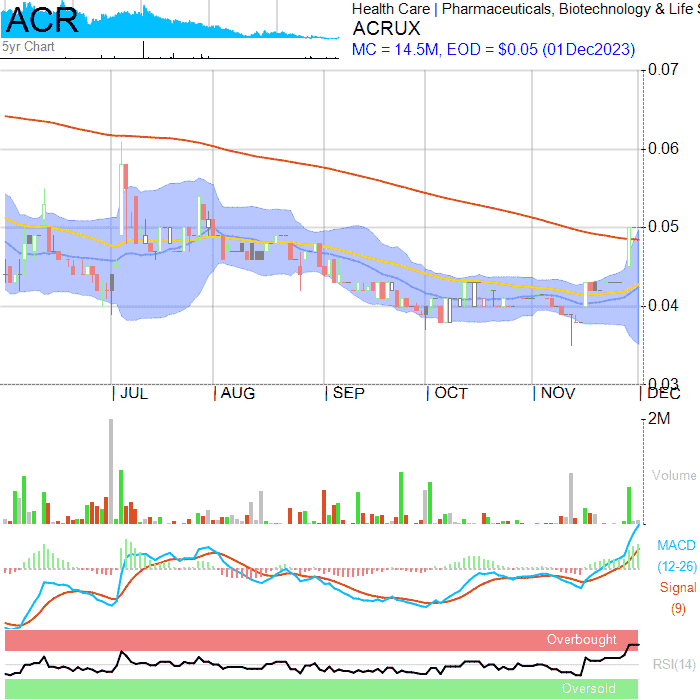 ACR
5yr Chart
Health Care | Pharmaceuticals, Biotechnology & Life
ACRUX
MC = 14.5M, EOD = $0.05 (01Dec2023)
0.07
0.06
0.05
0.04
0.03
| JUL | AUG | SEP | OCT | NOV | DEC
2M
Volume
MACD
(12-26)
Signal
(9)
Overbought
RSI(14)
Oversold